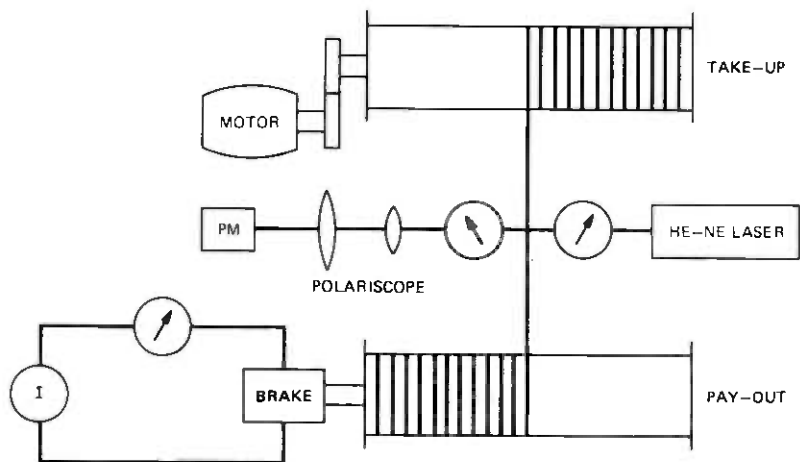 TAKE-UP
MOTOR
PM
HE-NE LASER
POLARISCOPE
I
BRAKE
PAY-OUT